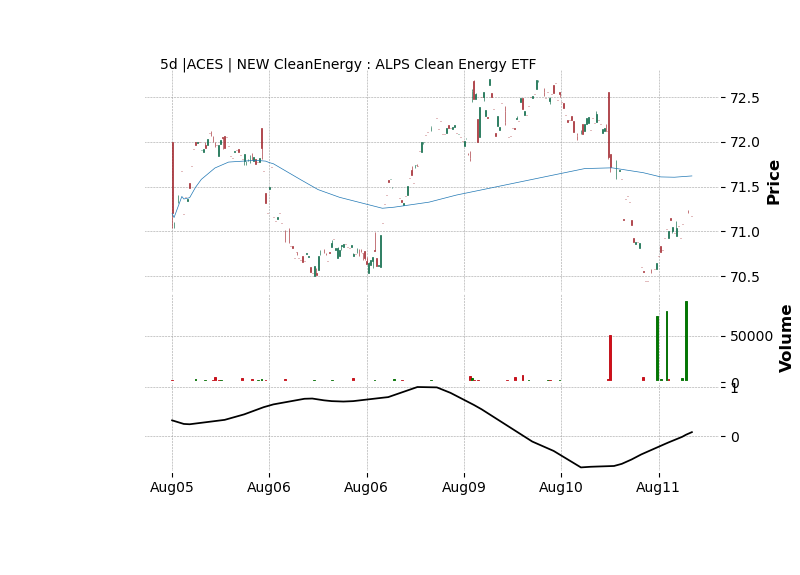 5d |ACES | NEW CleanEnergy : ALPS Clean Energy ETF
72.5
72.0
71.5
71.0
70.5
Price
50000
0
Volume
1
0
Aug05 Aug06 Aug06 Aug09 Aug10 Aug11